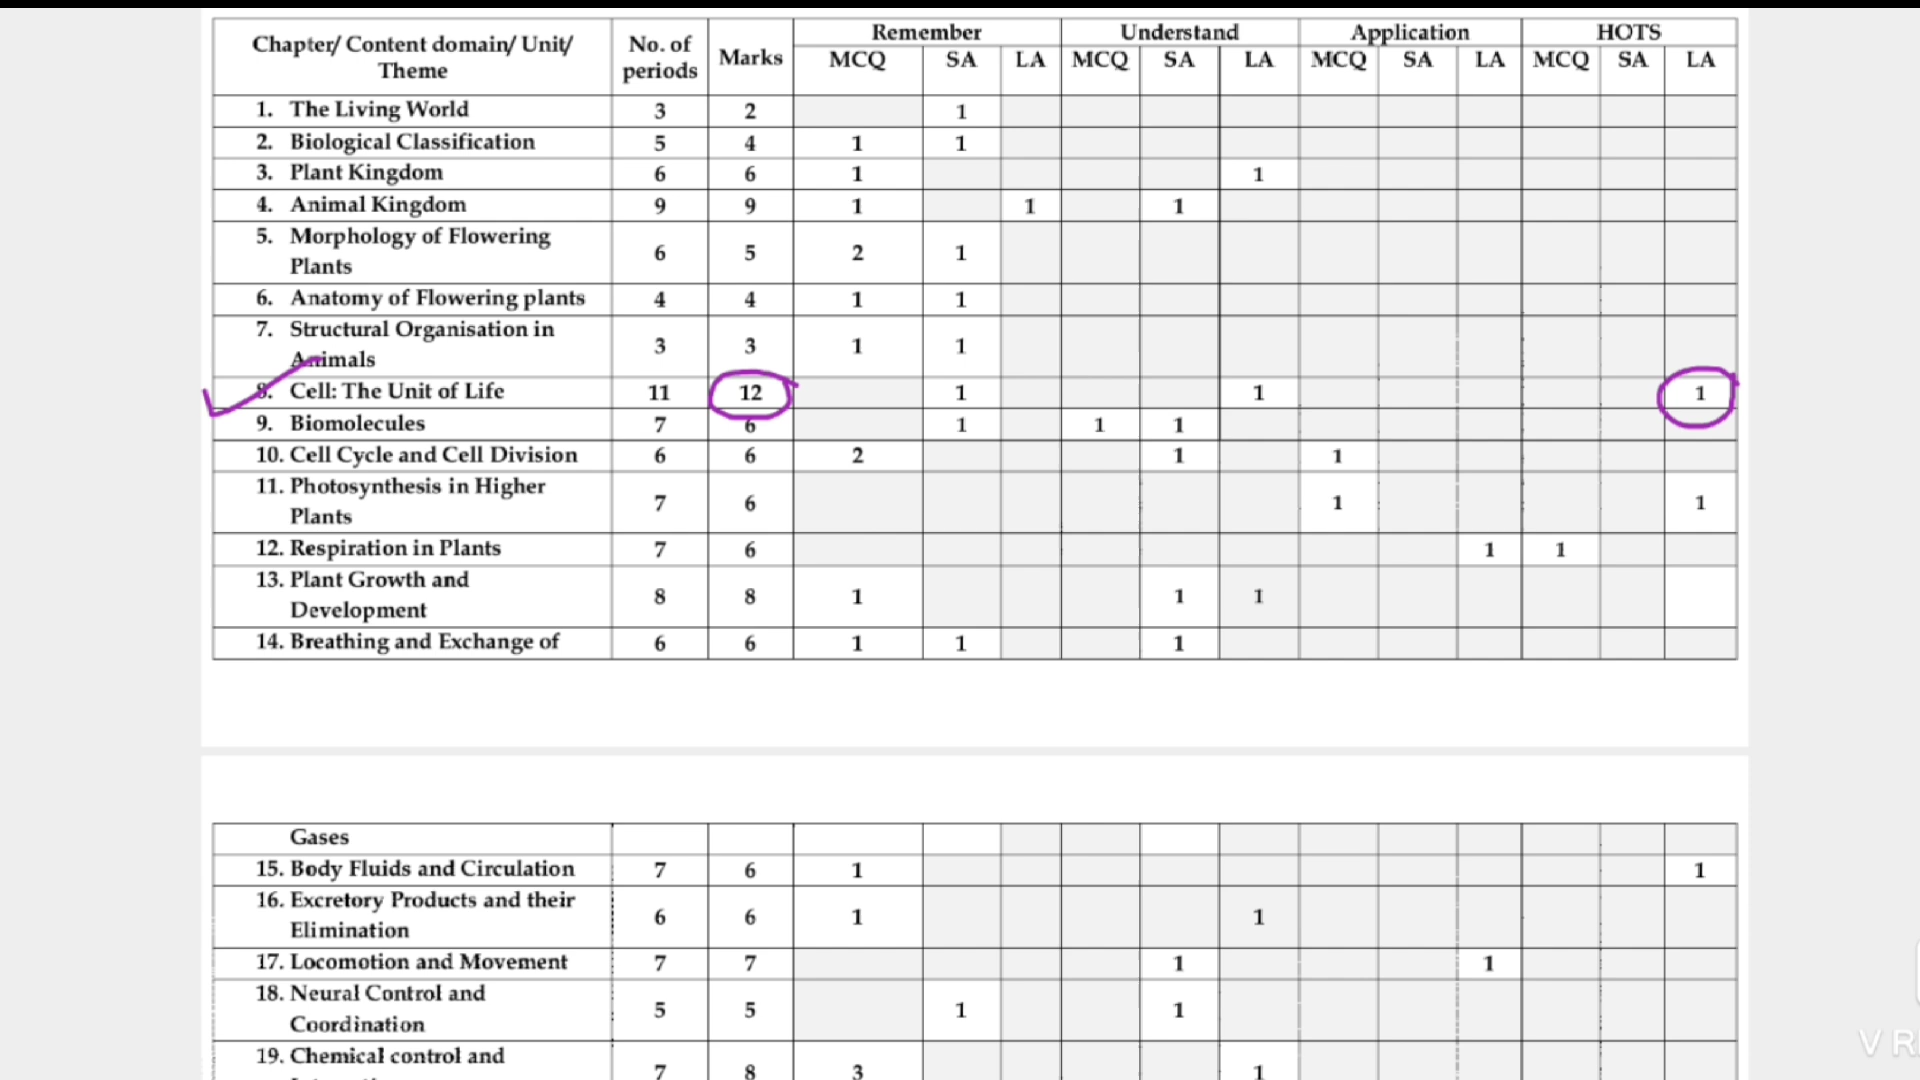 Chapter/ Content domain/ Unit/ Theme | No. of periods | Marks | Remember | Understand | Application | HOTS
MCQ SA LA MCQ SA LA MCQ SA LA MCQ SA LA
1. The Living World 3 2 1
2. Biological Classification 5 4 1 1
3. Plant Kingdom 6 6 1 1
4. Animal Kingdom 9 9 1 1 1
5. Morphology of Flowering
Plants 6 5 2 1
6. Anatomy of Flowering plants 4 4 1 1
7. Structural Organisation in
Animals 3 3 1 1
8. Cell: The Unit of Life 11 12 1 1 1
9. Biomolecules 7 6 1 1 1
10. Cell Cycle and Cell Division 6 6 2 1 1
11. Photosynthesis in Higher
Plants 7 6 1 1
12. Respiration in Plants 7 6 1 1
13. Plant Growth and
Development 8 8 1 1 1
14. Breathing and Exchange of 6 6 1 1 1
Gases
15. Body Fluids and Circulation 7 6 1 1
16. Excretory Products and their
Elimination 6 6 1 1
17. Locomotion and Movement 7 7 1 1
18. Neural Control and
Coordination 5 5 1 1
19. Chemical control and
7 8 3 1